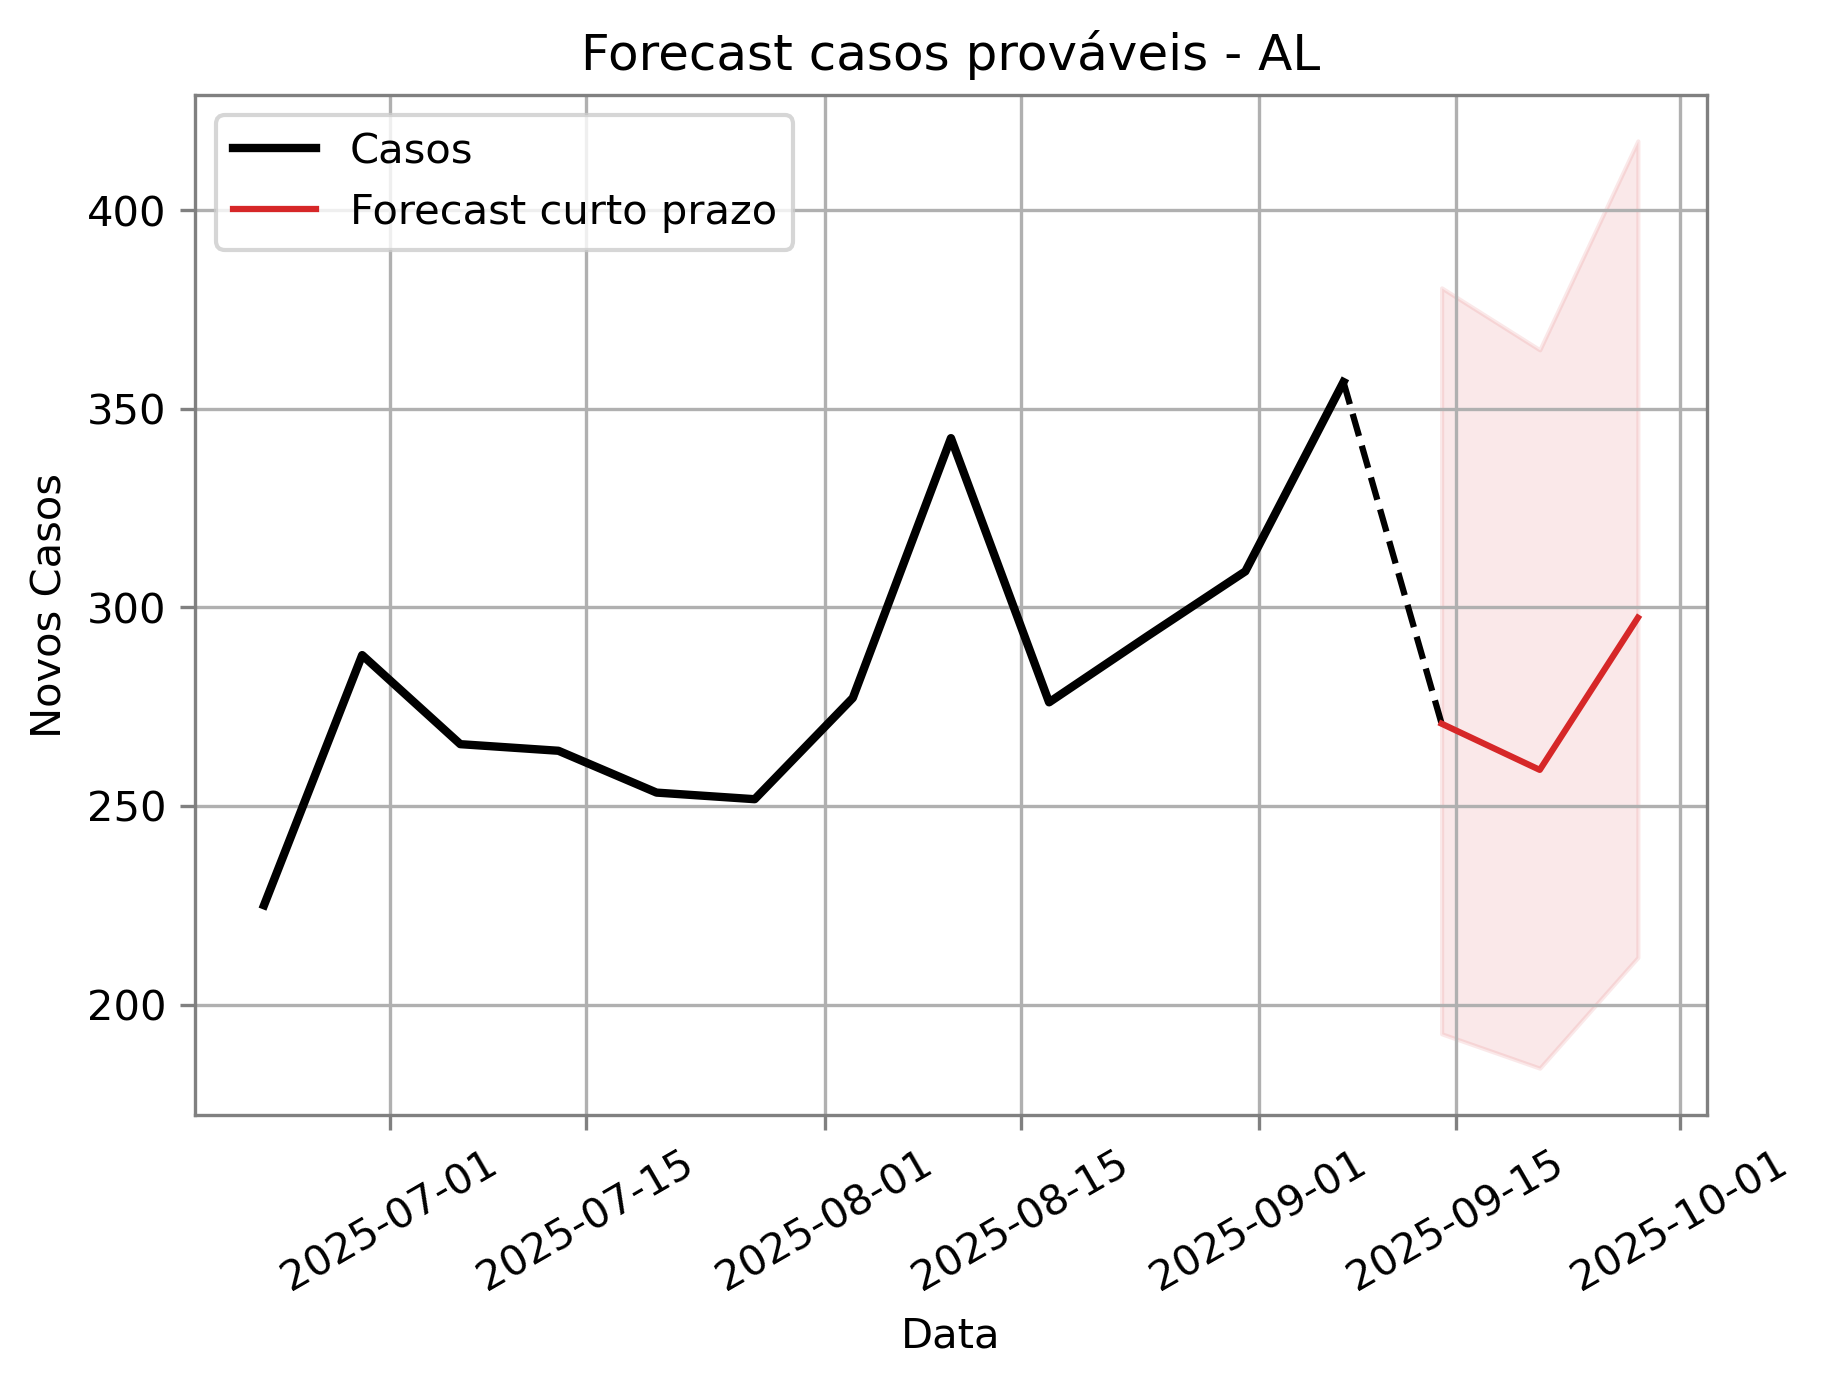 Forecast casos prováveis - AL
Casos
Forecast curto prazo
400
350
300
250
200
Novos Casos
2025-07-01
2025-07-15
2025-08-01
2025-08-15
2025-09-01
2025-09-15
2025-10-01
Data